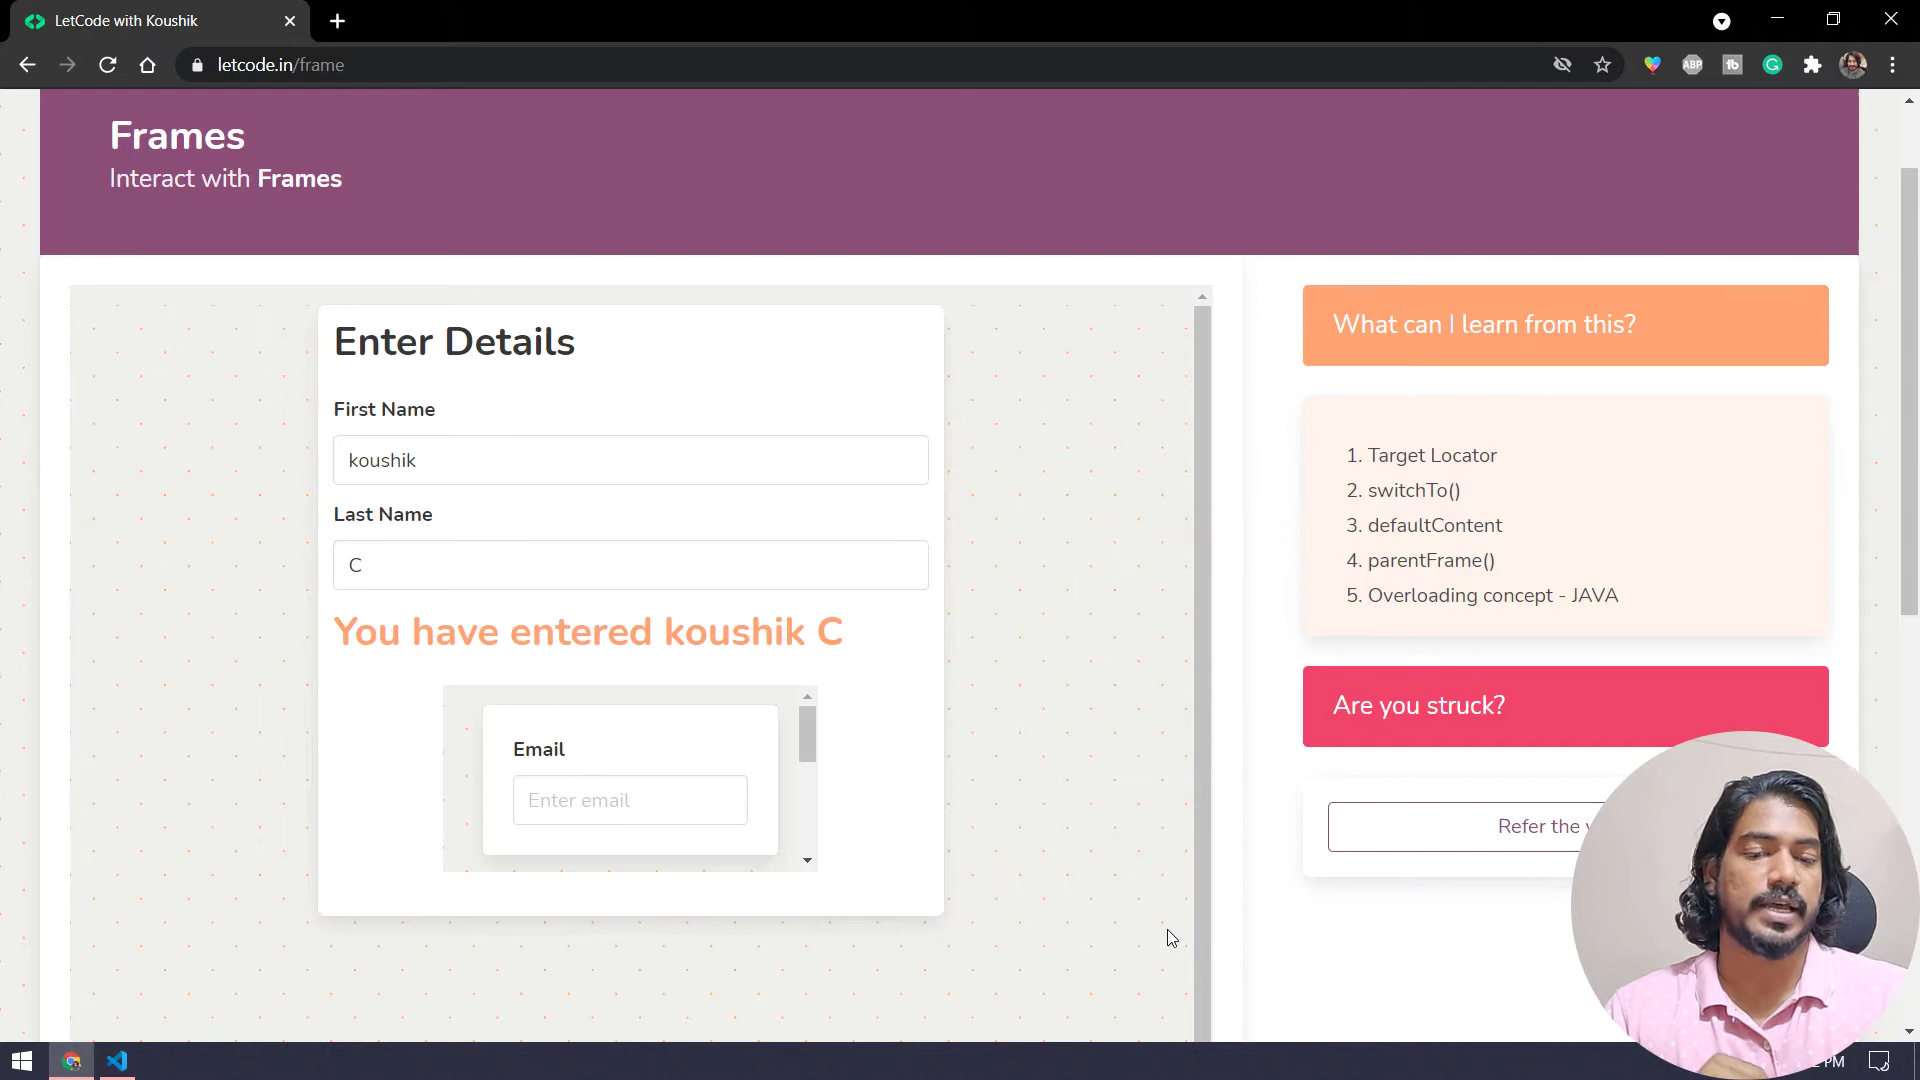 LetCode with Koushik
letcode.in/frame
ABP
Frames
Interact with Frames
Enter Details
First Name
koushik
Last Name
C
You have entered koushik C
Email
Enter email
What can I learn from this?
1. Target Locator
2. switchTo()
3. defaultContent
4. parentFrame()
5. Overloading concept - JAVA
Are you struck?
Refer the
PM